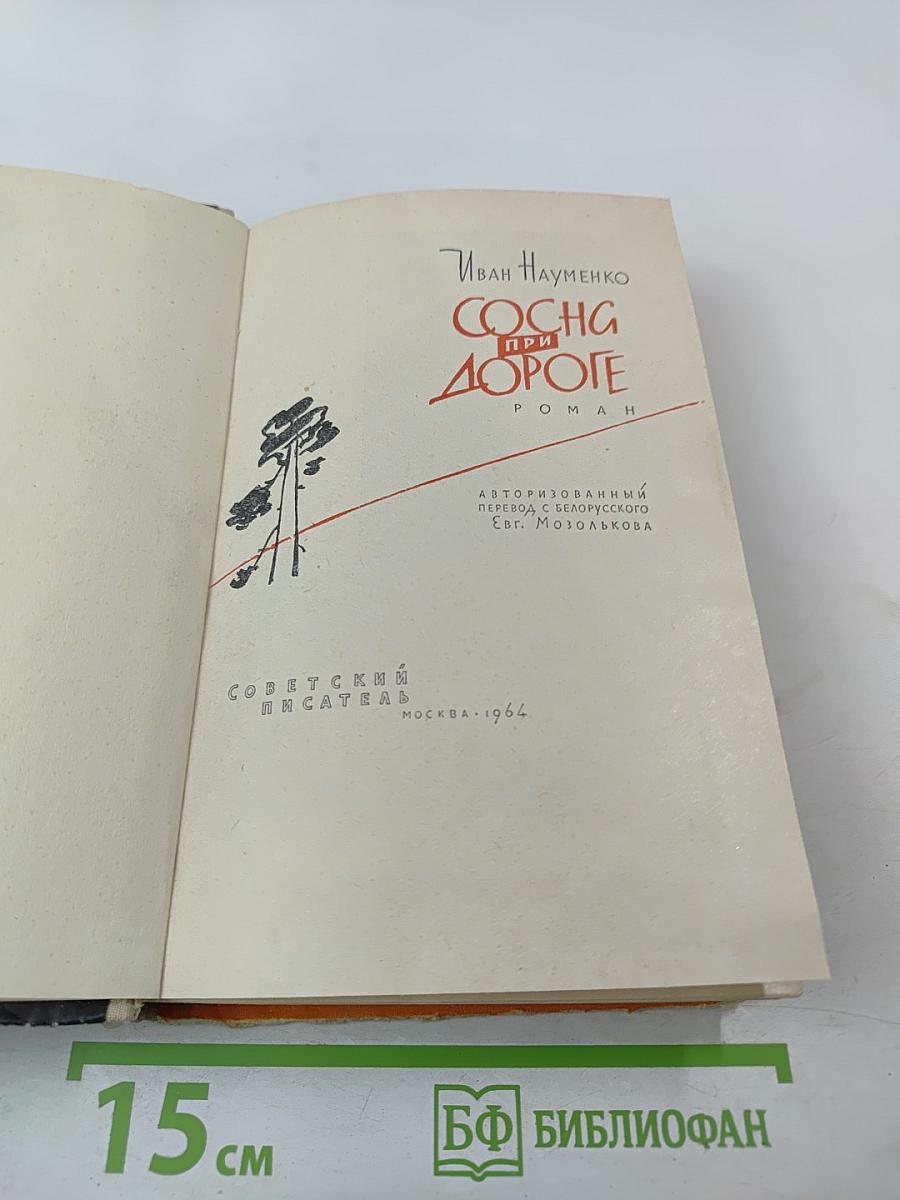 Иван Науменко
СОСНА
ПРИ
ДОРОГЕ
РОМАН
АВТОРИЗОВАННЫЙ
ПЕРЕВОД С БЕЛОРУССКОГО
Евг. Мозолькова
СОВЕТСКИЙ
ПИСАТЕЛЬ
МОСКВА · 1964
15 см
БФ БИБЛИОФАН